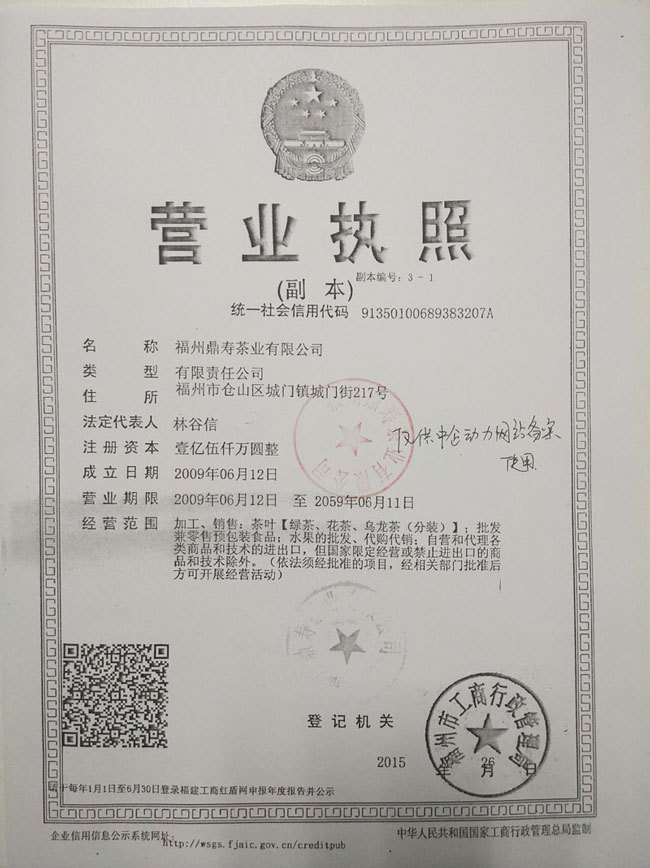 营业执照
(副 本)
副本编号：3－1
统一社会信用代码 91350100689383207A
名 称 福州鼎寿茶业有限公司
类 型 有限责任公司
住 所 福州市仓山区城门镇城门街217号
法定代表人 林谷信
注册资本 壹亿伍仟万圆整
成立日期 2009年06月12日
营业期限 2009年06月12日 至 2059年06月11日
经营范围 加工、销售：茶叶【绿茶、花茶、乌龙茶（分装）】；批发
兼零售预包装食品；水果的批发、代购代销；自营和代理各
类商品和技术的进出口，但国家限定经营或禁止进出口的商
品和技术除外。（依法须经批准的项目，经相关部门批准后
方可开展经营活动）
仅供中企动力网站备案
使用
登记机关
福州市工商行政管理局
2015 月 26 日
于每年1月1日至6月30日登录福建工商红盾网申报年度报告并公示
企业信用信息公示系统网址：
http://wsgs.fjaic.gov.cn/creditpub
中华人民共和国国家工商行政管理总局监制